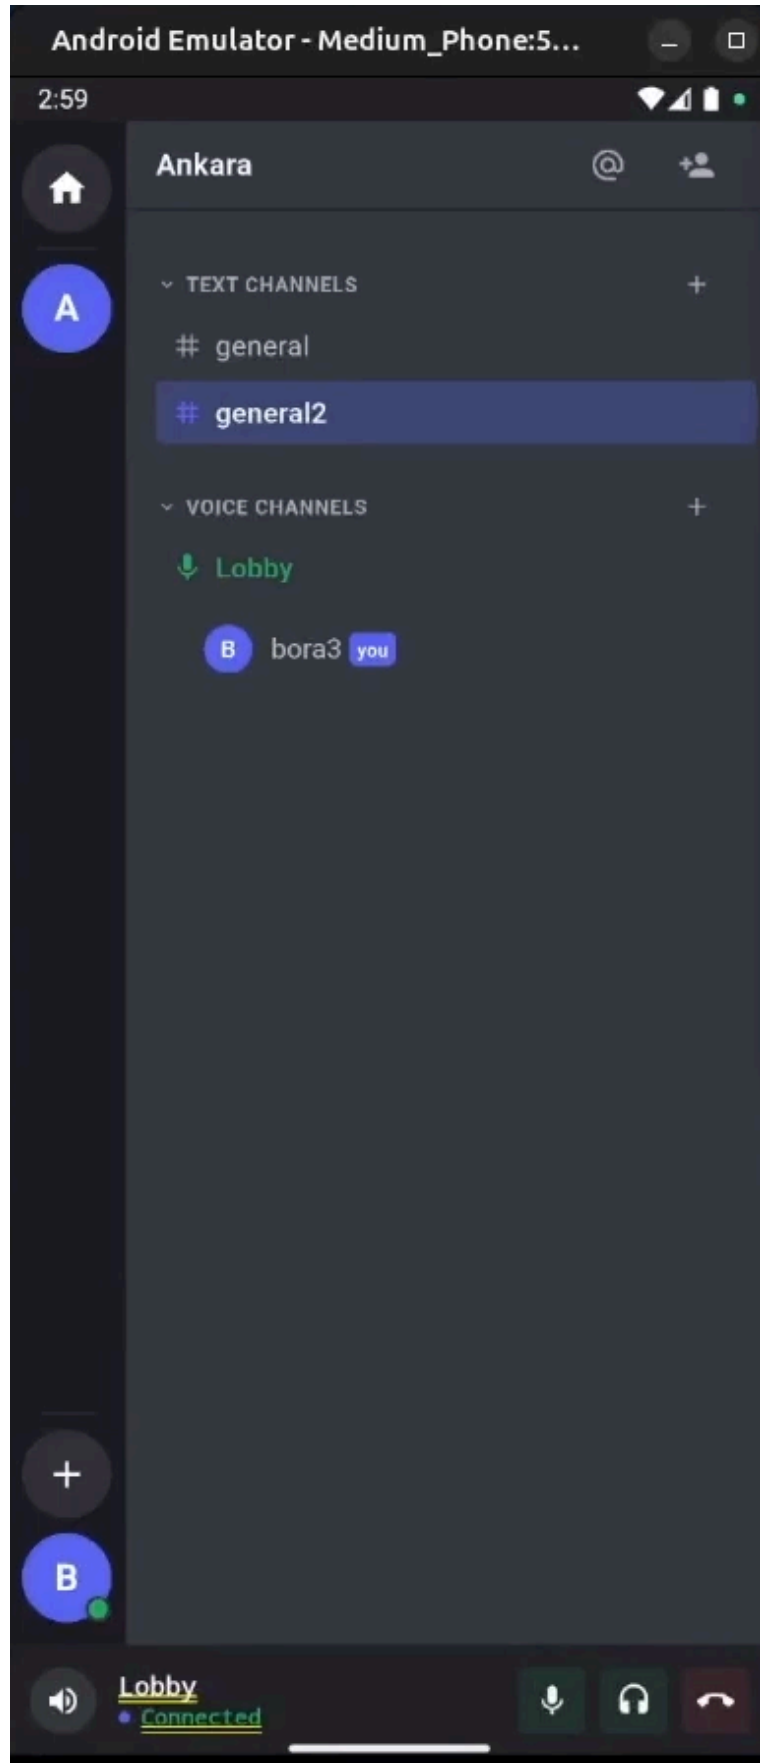 Android Emulator - Medium_Phone:5...
2:59
Ankara
A
TEXT CHANNELS
# general
# general2
VOICE CHANNELS
Lobby
B bora3 you
B
Lobby
Connected